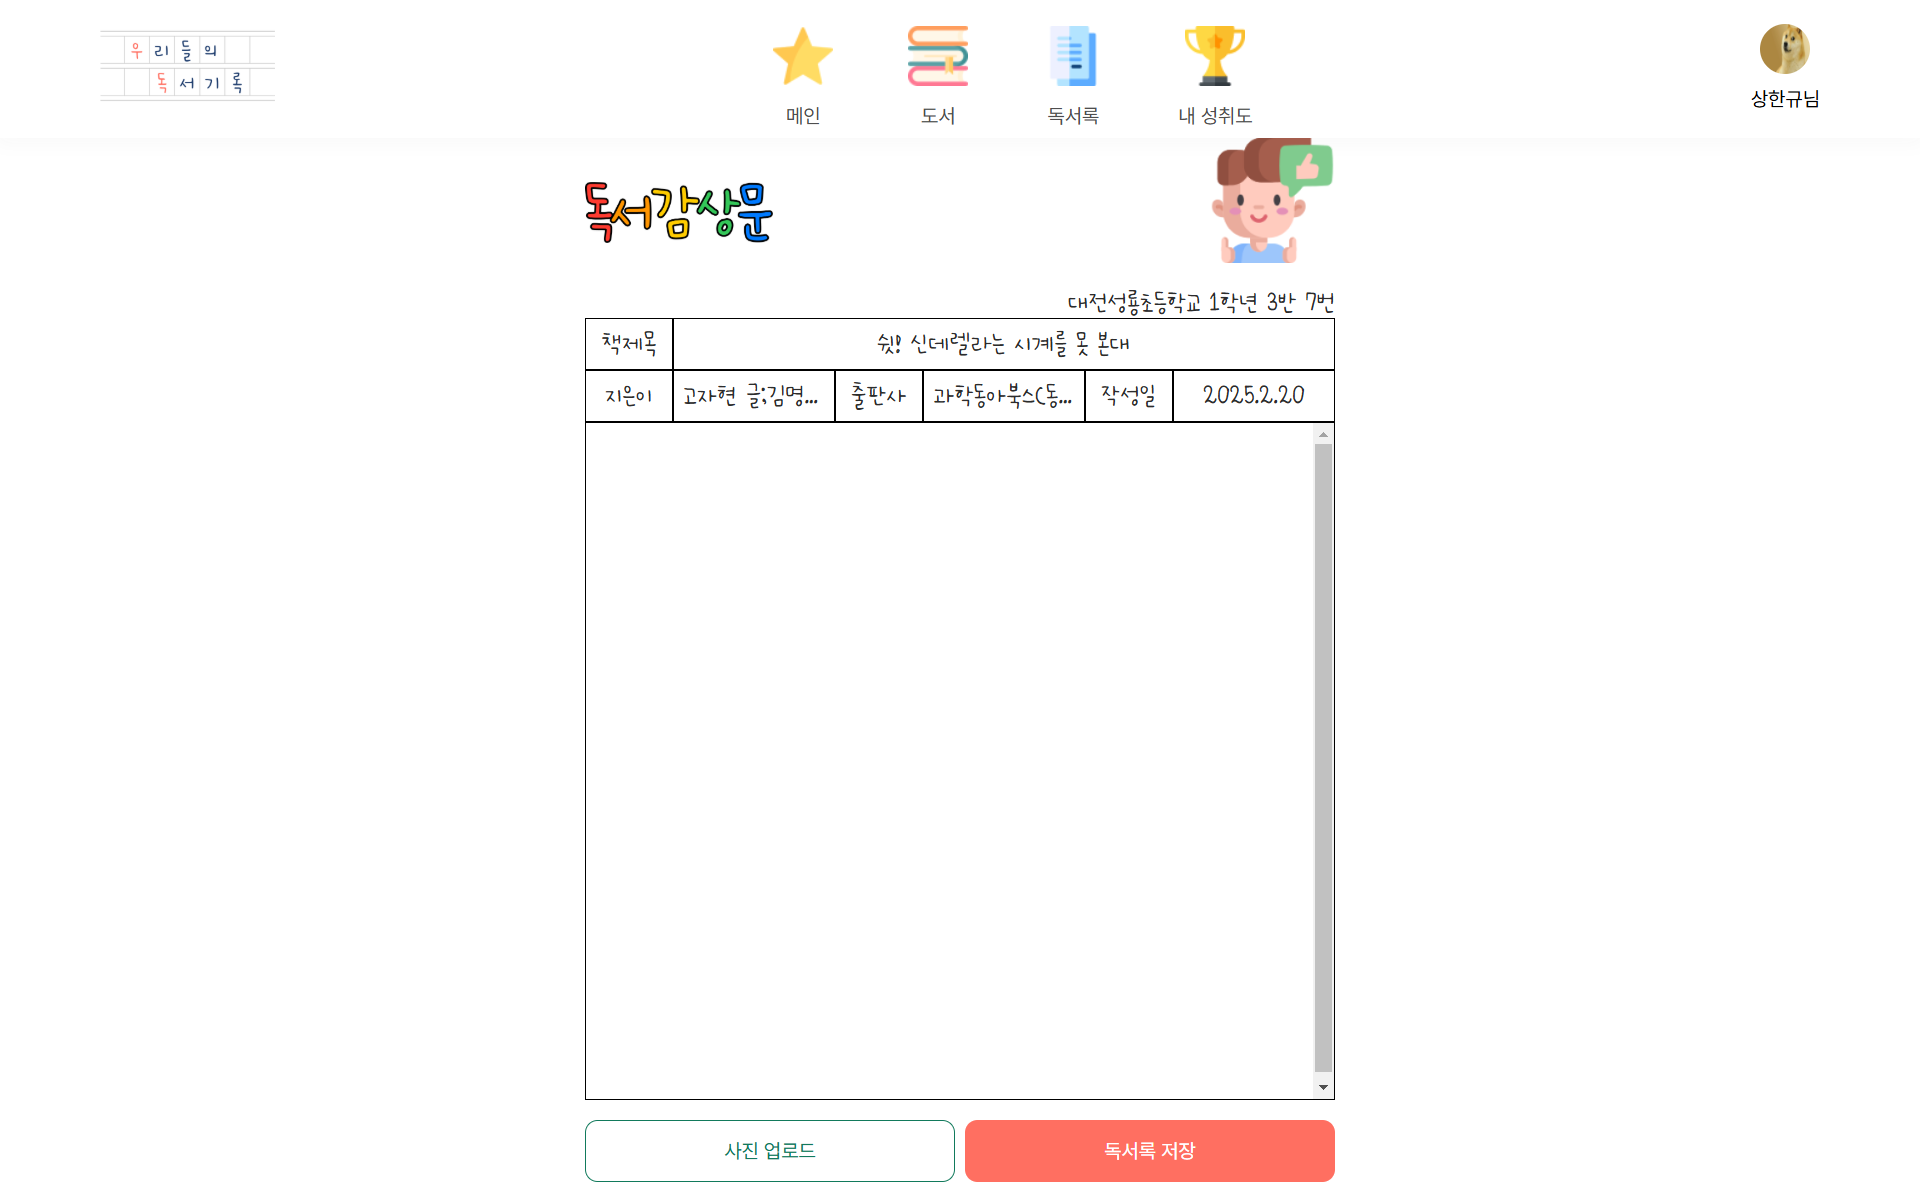 우리들의
독서기록
메인
도서
독서록
내 성취도
상한규님
독서감상문
대전성룡초등학교 1학년 3반 7번
책제목
쉿! 신데렐라는 시계를 못 본대
지은이
고자현 글;김명...
출판사
과학동아북스(동...
작성일
2025.2.20
사진 업로드
독서록 저장